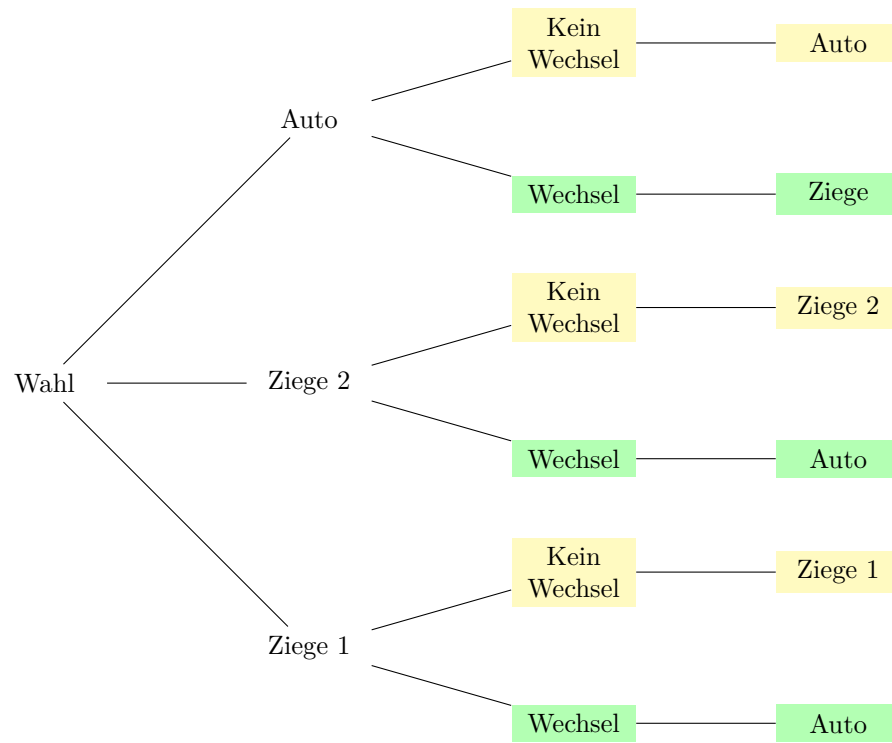 Kein
Wechsel
Auto
Auto
Wechsel
Ziege
Kein
Wechsel
Ziege 2
Wahl
Ziege 2
Wechsel
Auto
Kein
Wechsel
Ziege 1
Ziege 1
Wechsel
Auto